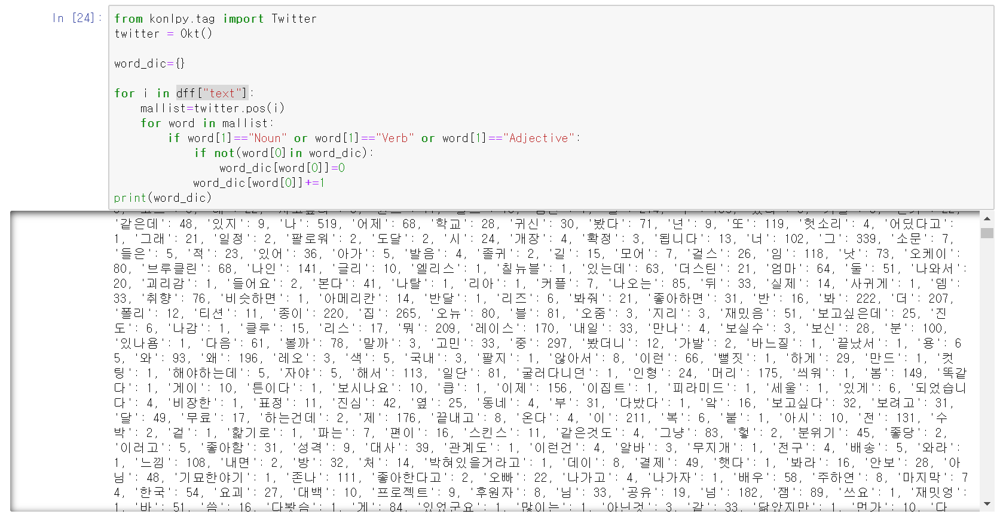 In [24]:
from konlpy.tag import Twitter
twitter = Okt()
word_dic={}
for i in dff["text"]:
mallist=twitter.pos(i)
for word in mallist:
if word[1]=="Noun" or word[1]=="Verb" or word[1]=="Adjective":
if not(word[0]in word_dic):
word_dic[word[0]]=0
word_dic[word[0]]+=1
print(word_dic)
'같은데': 48, '있지': 9, '나': 519, '어제': 68, '학교': 28, '귀신': 30, '봤다': 71, '년': 9, '또': 119, '헛소리': 4, '어딨다고':
1, '그래': 21, '일정': 2, '팔로워': 2, '도달': 2, '시': 24, '개장': 4, '확정': 3, '됩니다': 13, '너': 102, '그': 339, '소문': 7,
'들은': 5, '적': 23, '있어': 36, '아가': 5, '발음': 4, '졸귀': 2, '길': 15, '모어': 7, '걸스': 26, '임': 118, '낫': 73, '오케이':
80, '브루클린': 68, '나인': 141, '글리': 10, '엘리스': 1, '칠뉴블': 1, '있는데': 63, '더스틴': 21, '엄마': 64, '둘': 51, '나와서':
20, '괴리감': 1, '들어요': 2, '본다': 41, '나탈': 1, '리아': 1, '커플': 7, '나오는': 85, '뒤': 33, '실제': 14, '사귀게': 1, '뎀':
33, '취향': 76, '비슷하면': 1, '아메리칸': 14, '반달': 1, '리즈': 6, '봐줘': 21, '좋아하면': 31, '반': 16, '봐': 222, '더': 207,
'폴리': 12, '티션': 11, '종이': 220, '집': 265, '오뉴': 80, '블': 81, '오줌': 3, '지리': 3, '재밌음': 51, '보고싶은데': 25, '진
도': 6, '나감': 1, '클루': 15, '리스': 17, '뭐': 209, '레이스': 170, '내일': 33, '만나': 4, '보실수': 3, '보신': 28, '분': 100,
'있나욤': 1, '다음': 61, '볼까': 78, '말까': 3, '고민': 33, '중': 297, '봤더니': 12, '가발': 2, '바느질': 1, '끝났서': 1, '용': 6
5, '와': 93, '왜': 196, '레오': 3, '색': 5, '국내': 3, '팔지': 1, '않아서': 8, '이런': 66, '뻘짓': 1, '하게': 29, '만드': 1, '컷
팅': 1, '해야하는데': 5, '자야': 5, '해서': 113, '일단': 81, '굴러다니던': 1, '인형': 24, '머리': 175, '씌워': 1, '봄': 149, '똑같
다': 1, '게이': 10, '튼이다': 1, '보시나요': 10, '큽': 1, '이제': 156, '이집트': 1, '피라미드': 1, '세울': 1, '있게': 6, '되었습니
다': 4, '비장한': 1, '표정': 11, '진심': 42, '옆': 25, '동네': 4, '부': 31, '다밨다': 1, '악': 16, '보고싶다': 32, '보려고': 31,
'달': 49, '무료': 17, '하는건데': 2, '제': 176, '끝내고': 8, '온다': 4, '이': 211, '복': 6, '붙': 1, '아시': 10, '전': 131, '수
박': 2, '겉': 1, '핥기로': 1, '파는': 7, '편이': 16, '스킨스': 11, '같은것도': 4, '그냥': 83, '헣': 2, '분위기': 45, '좋당': 2,
'이러고': 5, '좋아함': 31, '성격': 9, '대사': 39, '관계도': 1, '이런건': 4, '알바': 3, '무지개': 1, '전구': 4, '배송': 5, '와라':
1, '느낌': 108, '내면': 2, '방': 32, '처': 14, '박혀있을거라고': 1, '데이': 8, '결제': 49, '햇다': 1, '봐라': 16, '안보': 28, '아
님': 48, '기묘한야기': 1, '존나': 111, '좋아한다고': 2, '오빠': 22, '나가고': 4, '나가자': 1, '배우': 58, '주하연': 8, '마지막': 7
4, '한국': 54, '요괴': 27, '대백': 10, '프로젝트': 9, '후원자': 8, '님': 33, '공유': 19, '넘': 182, '잼': 89, '쓰요': 1, '재밋엉':
1, '바': 51, '씀': 16, '다봣슴': 1, '게': 84, '있었군요': 1, '많이는': 1, '아닌것': 3, '같': 33, '닮았지만': 1, '먼가': 10, '다